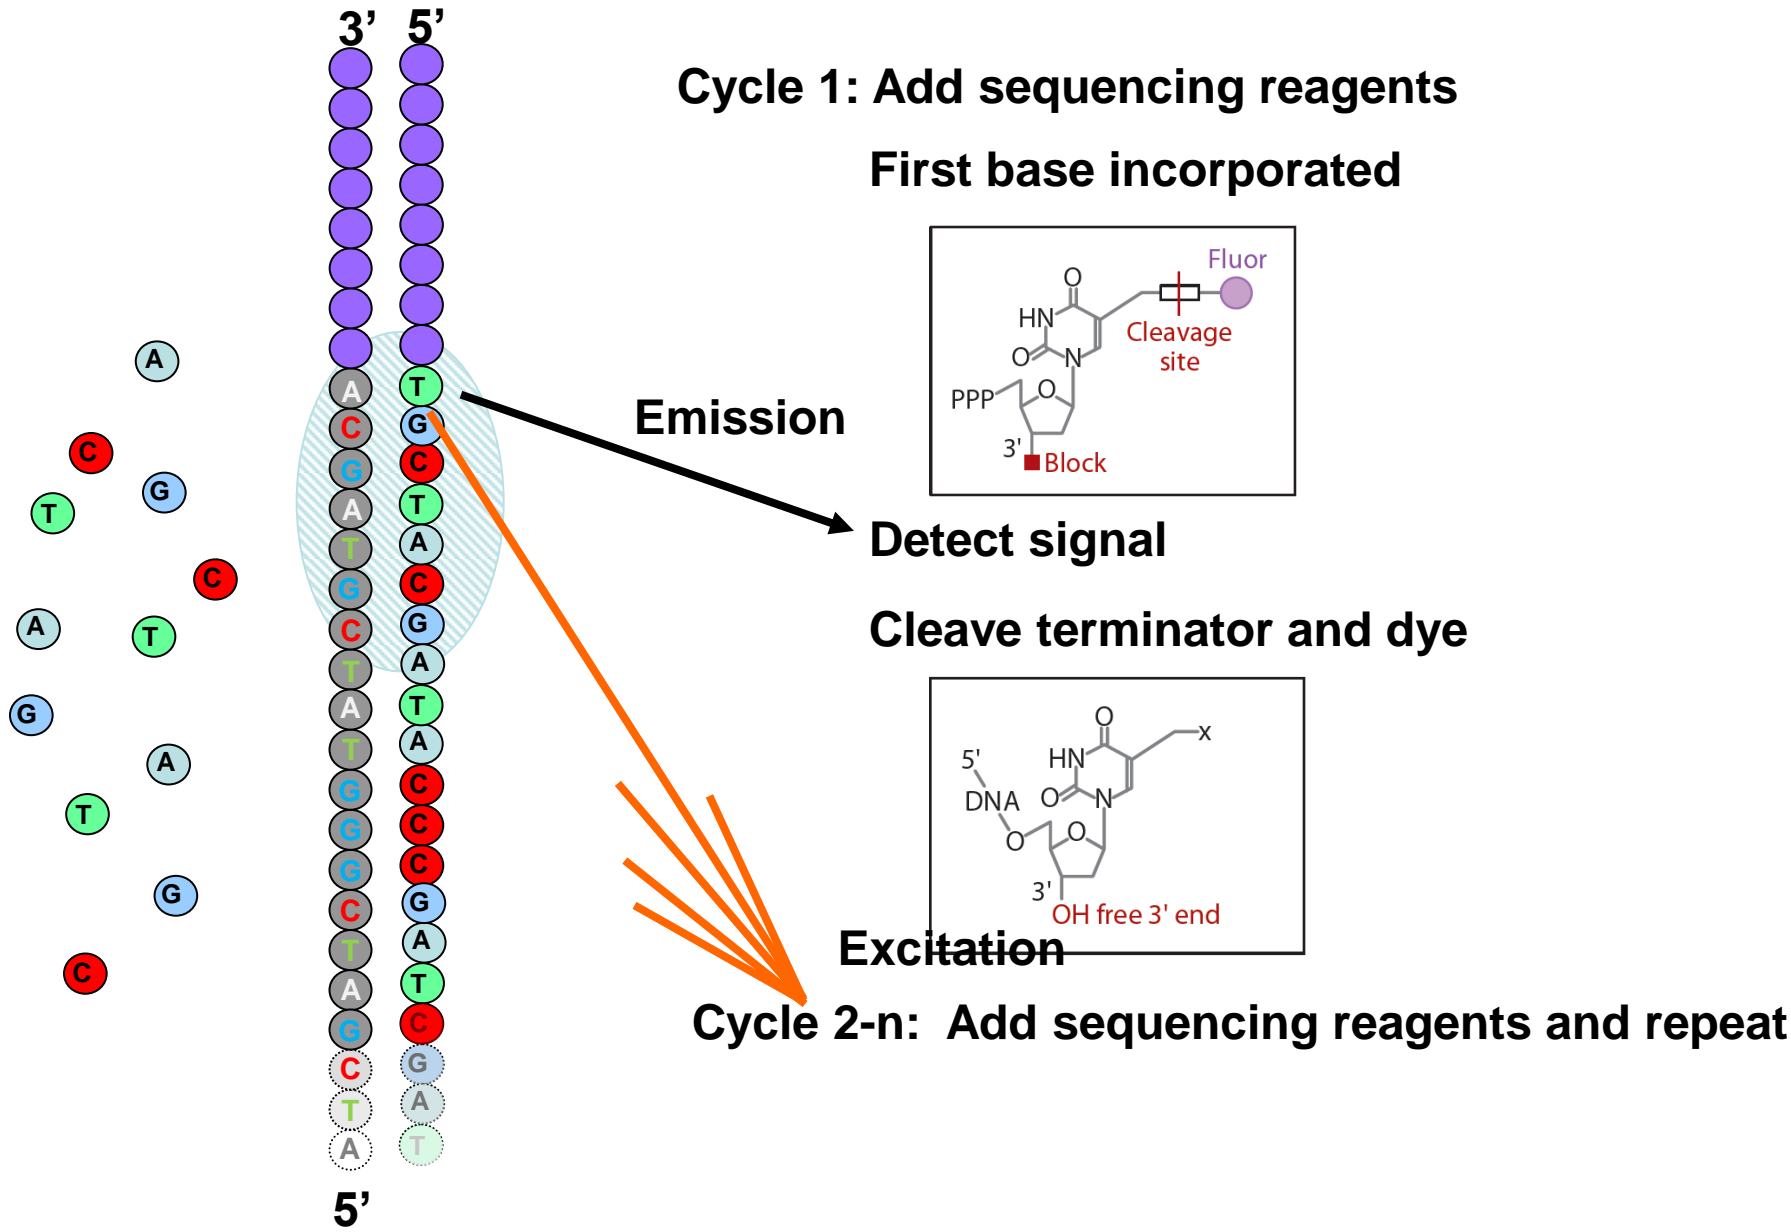 3’ 5’
Cycle 1: Add sequencing reagents
First base incorporated
Fluor
O
HN
Cleavage
site
O
N
PPP
O
3'
Block
Emission
Detect signal
Cleave terminator and dye
O
x
HN
5'
DNA
O
N
O
O
3'
OH free 3' end
Excitation
Cycle 2-n: Add sequencing reagents and repeat
A
C
G
T
C
A
T
G
A
T
G
C
A T
C G
G C
A T
T A
G C
C G
T A
A T
T A
G C
G C
G C
C G
T A
A T
G C
C G
T A
A T
5’